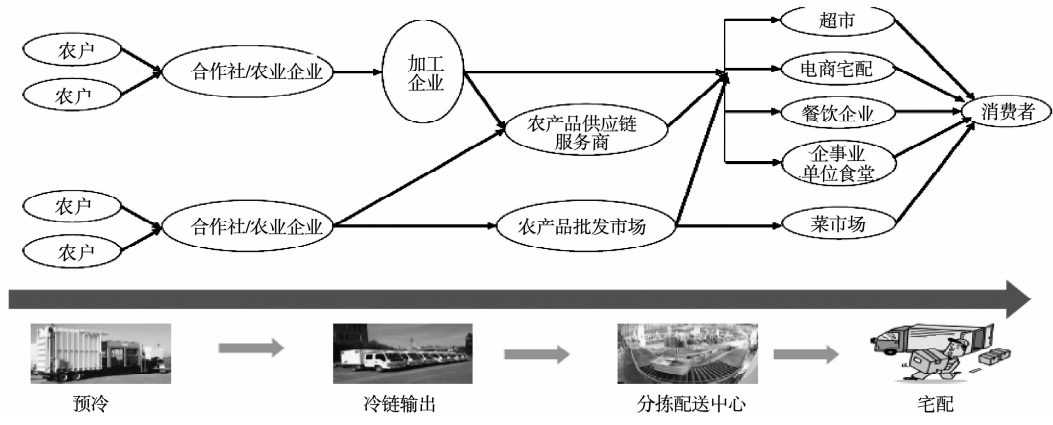 农户
农户
合作社/农业企业
加工
企业
农产品供应链
服务商
超市
电商宅配
餐饮企业
企事业
单位食堂
消费者
农户
农户
合作社/农业企业
农产品批发市场
菜市场
预冷
冷链输出
分拣配送中心
宅配